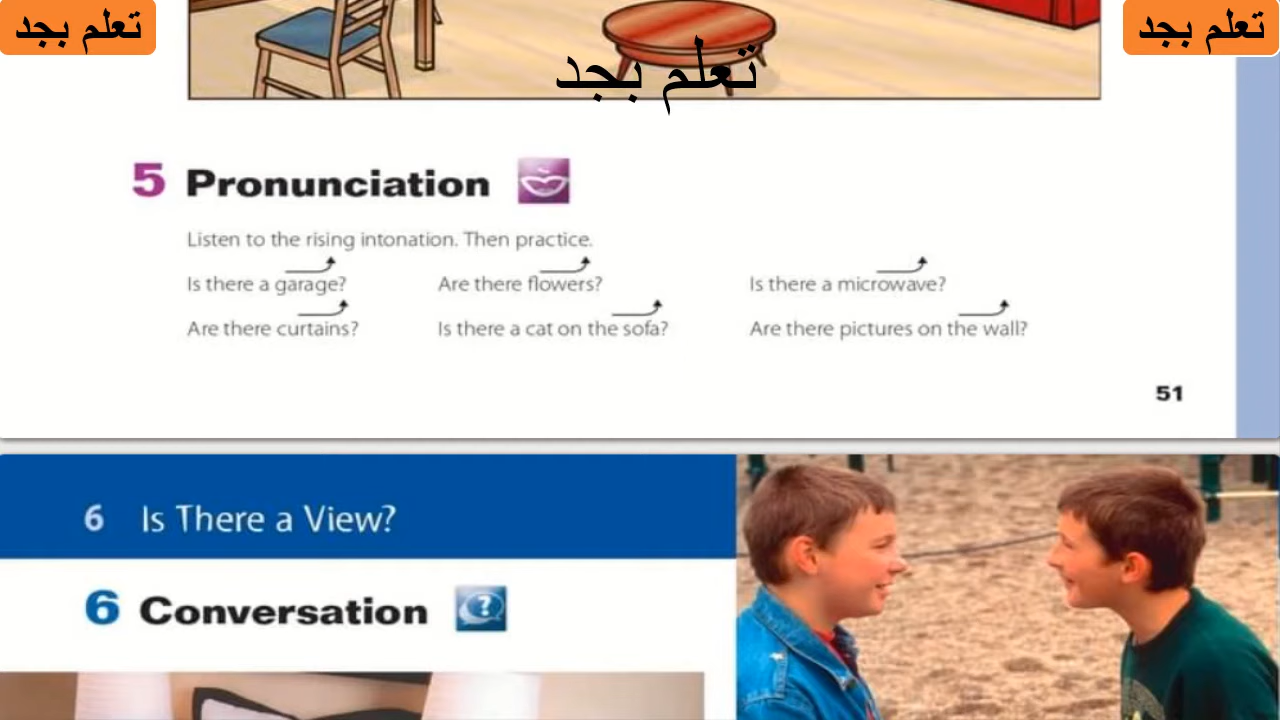 تعلم بجد
تعلم بجد
تعلم بجد
5 Pronunciation
Listen to the rising intonation. Then practice.
Is there a garage? Are there flowers? Is there a microwave?
Are there curtains? Is there a cat on the sofa? Are there pictures on the wall?
51
6 Is There a View?
6 Conversation
?